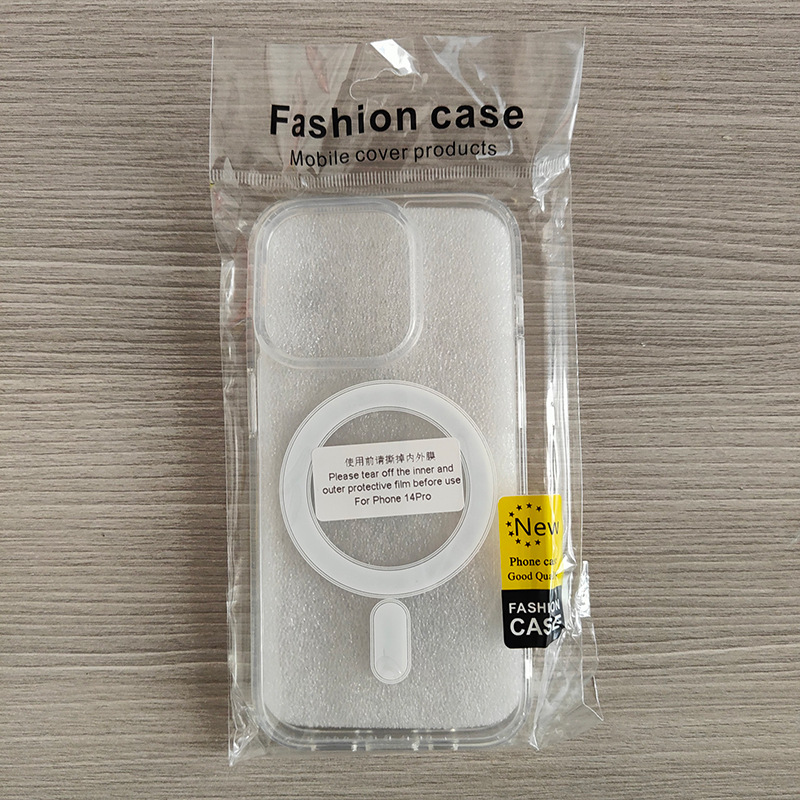 Fashion case
Mobile cover products
使用前请撕掉内外膜
Please tear off the inner and
outer protective film before use
For Phone 14Pro
New
Phone
Good
FASHION
CASE